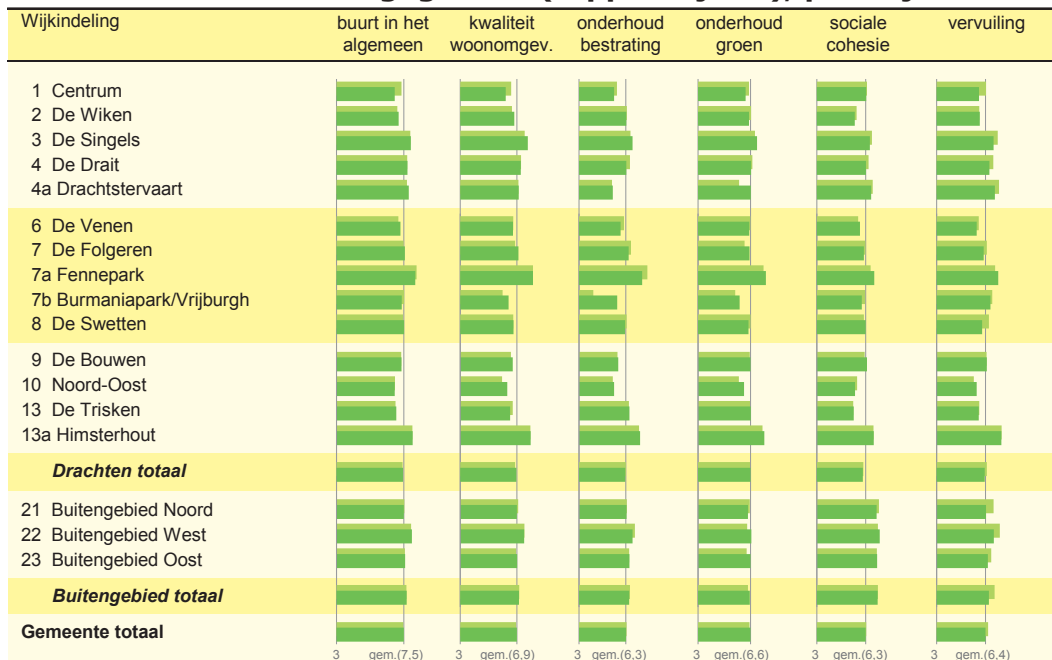 Wijkindeling buurt in het kwaliteit onderhoud onderhoud sociale vervuiling
algemeen woonomgev. bestrating groen cohesie
1 Centrum
2 De Wiken
3 De Singels
4 De Drait
4a Drachtstervaart
6 De Venen
7 De Folgeren
7a Fennepark
7b Burmaniapark/Vrijburgh
8 De Swetten
9 De Bouwen
10 Noord-Oost
13 De Trisken
13a Himsterhout
Drachten totaal
21 Buitengebied Noord
22 Buitengebied West
23 Buitengebied Oost
Buitengebied totaal
Gemeente totaal
3 gem.(7,5) 3 gem.(6,9) 3 gem.(6,3) 3 gem.(6,6) 3 gem.(6,3) 3 gem.(6,4)